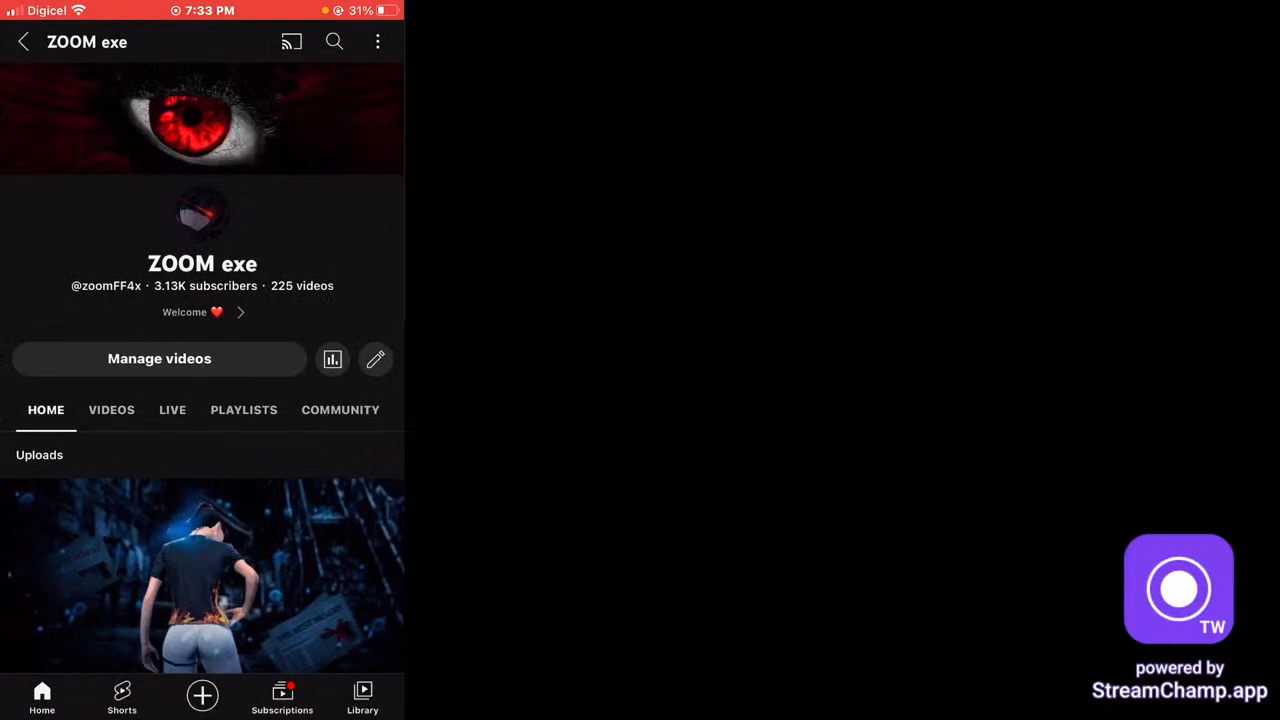 Digicel 7:33 PM 31%
ZOOM exe
ZOOM exe
@zoomFF4x · 3.13K subscribers · 225 videos
Welcome ❤️
Manage videos
HOME VIDEOS LIVE PLAYLISTS COMMUNITY
Uploads
Home Shorts Subscriptions Library
TW
powered by
StreamChamp.app